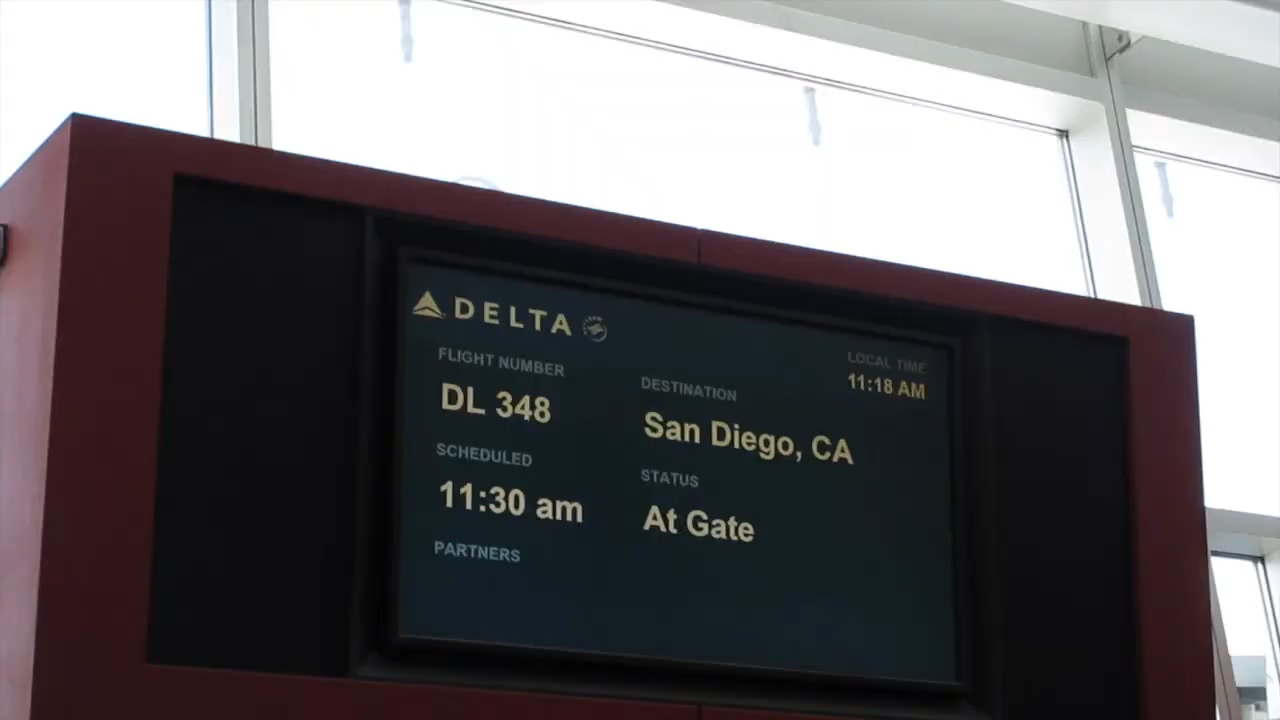 DELTA
FLIGHT NUMBER
DL 348
SCHEDULED
11:30 am
PARTNERS
DESTINATION
San Diego, CA
STATUS
At Gate
LOCAL TIME
11:18 AM